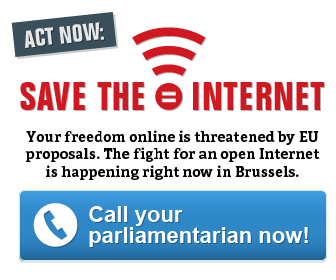 ACT NOW:
SAVE THE INTERNET
Your freedom online is threatened by EU
proposals. The fight for an open Internet
is happening right now in Brussels.
Call your
parliamentarian now!